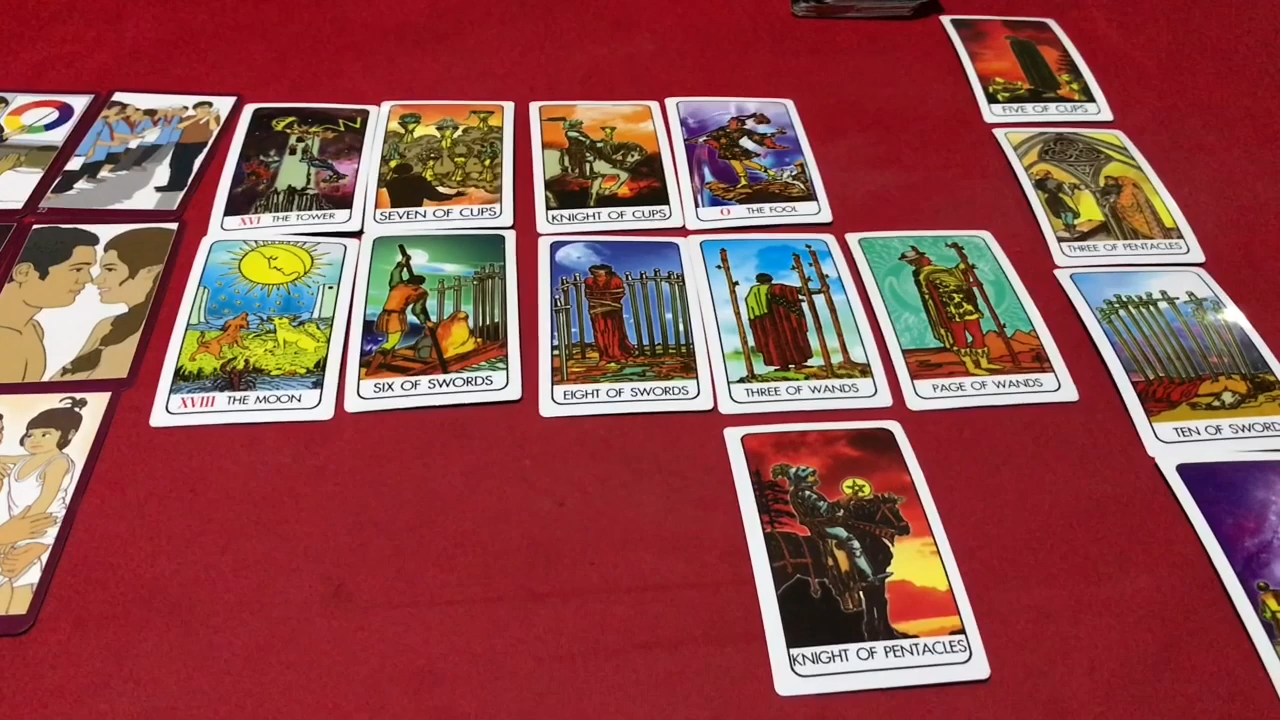 FIVE OF CUPS
XVI THE TOWER
SEVEN OF CUPS
KNIGHT OF CUPS
O THE FOOL
THREE OF PENTACLES
XVIII THE MOON
SIX OF SWORDS
EIGHT OF SWORDS
THREE OF WANDS
PAGE OF WANDS
TEN OF SWORD
KNIGHT OF PENTACLES